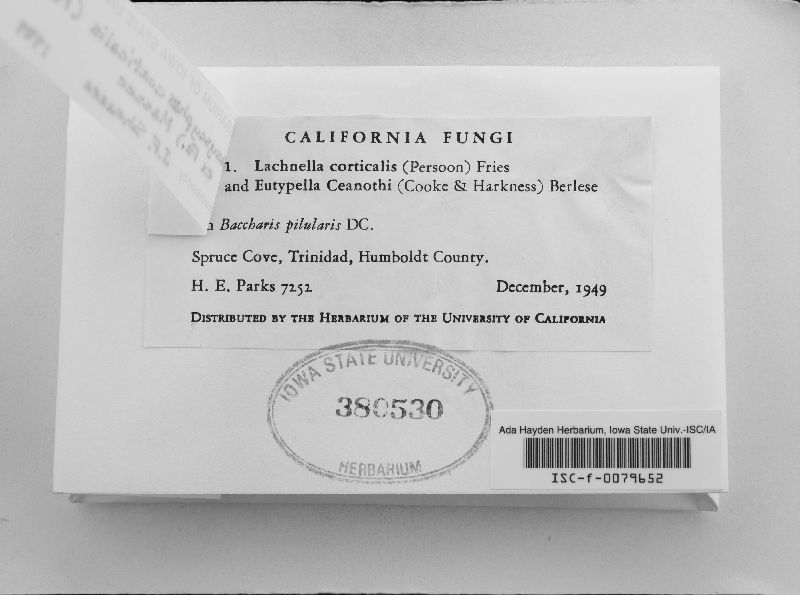 CALIFORNIA FUNGI
1. Lachnella corticalis (Persoon) Fries
and Eutypella Ceanothi (Cooke & Harkness) Berlese
Baccharis pilularis DC.
Spruce Cove, Trinidad, Humboldt County.
H. E. Parks 7252 December, 1949
DISTRIBUTED BY THE HERBARIUM OF THE UNIVERSITY OF CALIFORNIA
IOWA STATE UNIVERSITY
380530
HERBARIUM
Ada Hayden Herbarium, Iowa State Univ.-ISC/IA
ISC-f-0079652